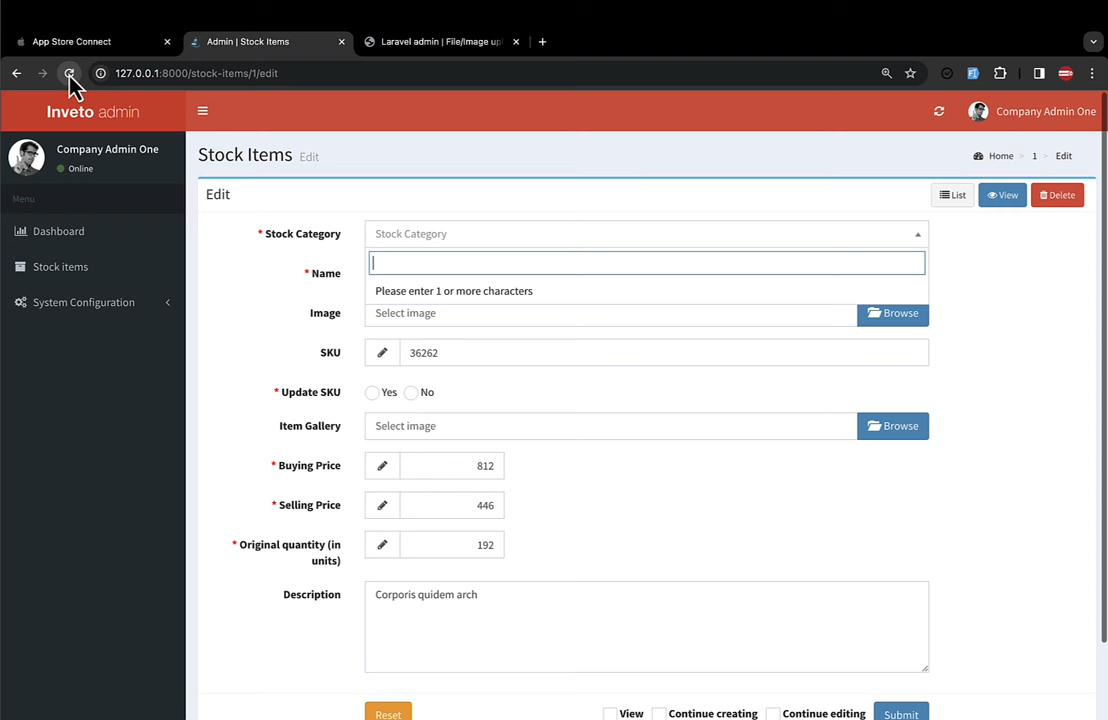 App Store Connect
Admin | Stock Items
Laravel admin | File/Image up
127.0.0.1:8000/stock-items/1/edit
Inveto admin
Company Admin One
Company Admin One
Online
Menu
Dashboard
Stock items
System Configuration
Stock Items Edit
Home > 1 > Edit
Edit
List
View
Delete
* Stock Category
Stock Category
Please enter 1 or more characters
* Name
Image
Select image
Browse
SKU
36262
* Update SKU
Yes
No
Item Gallery
Select image
Browse
* Buying Price
812
* Selling Price
446
* Original quantity (in
units)
192
Description
Corporis quidem arch
Reset
View
Continue creating
Continue editing
Submit